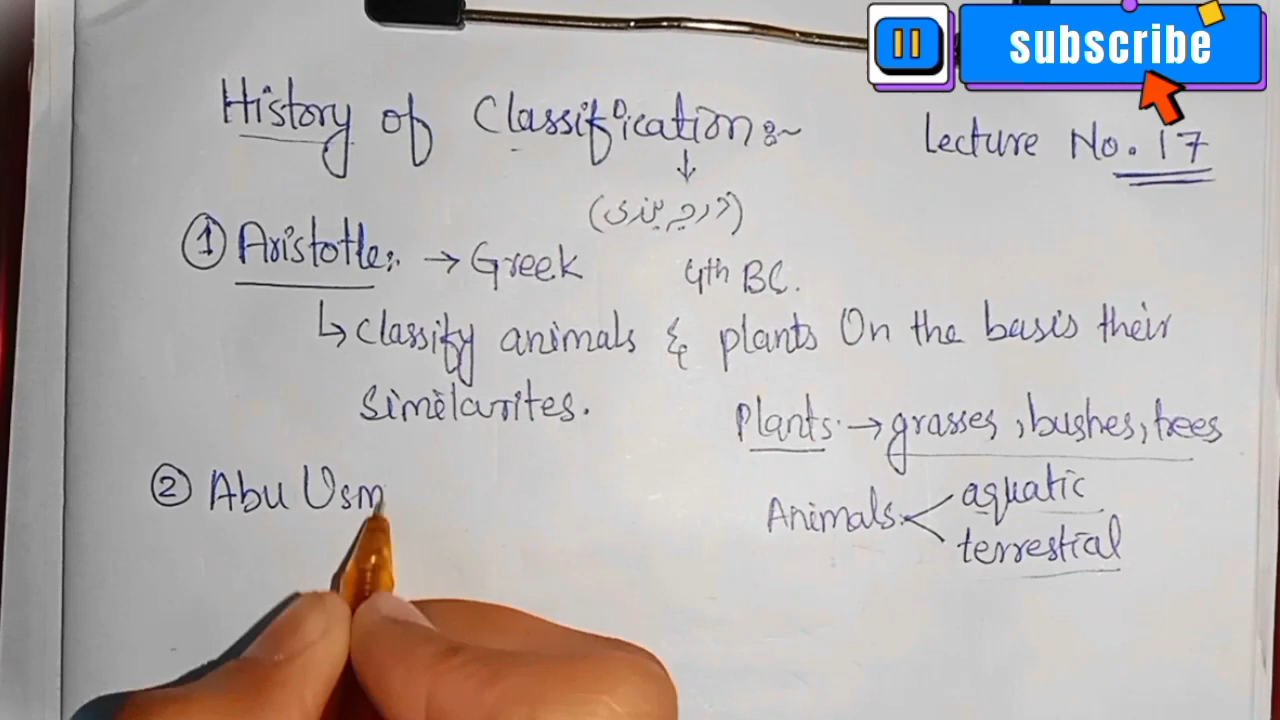 subscribe
History of Classification:~
Lecture No. 17
↓
(درجہ بندی)
① Aristotle:. → Greek 4th BC.
↳ Classify animals & plants On the basis their
Similarites.
Plants. → grasses, bushes, trees
② Abu Usm
Animals. < aquatic
terrestial